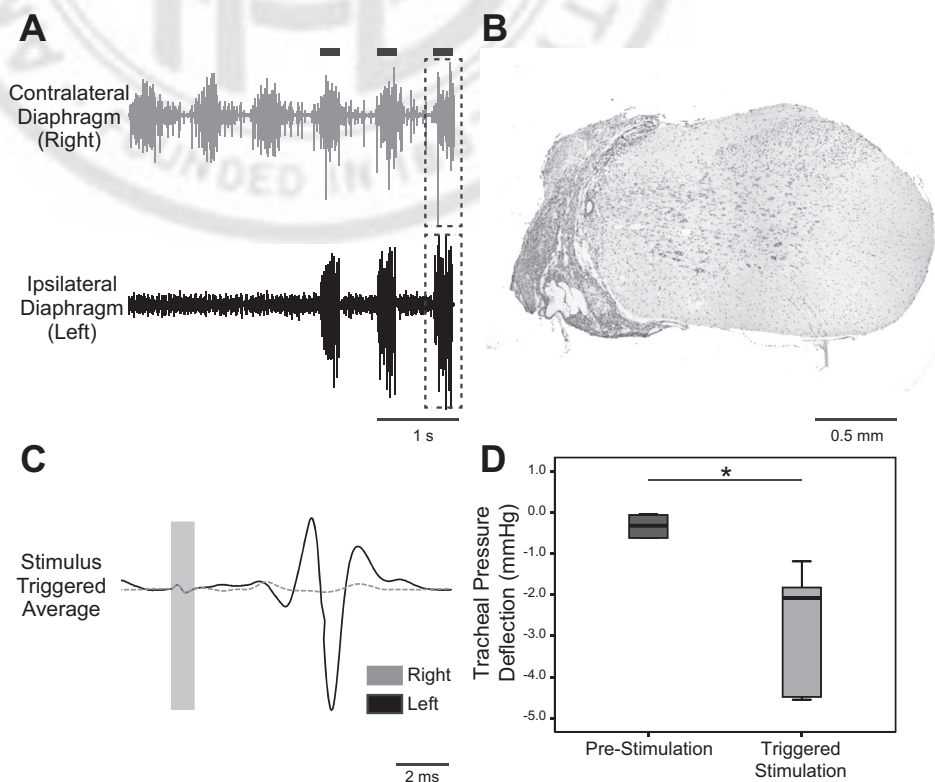 A
Contralateral
Diaphragm
(Right)
Ipsilateral
Diaphragm
(Left)
1 s
B
0.5 mm
C
Stimulus
Triggered
Average
Right
Left
2 ms
D
Tracheal Pressure
Deflection (mmHg)
1.0
0.0
-1.0
-2.0
-3.0
-4.0
-5.0
*
Pre-Stimulation
Triggered
Stimulation